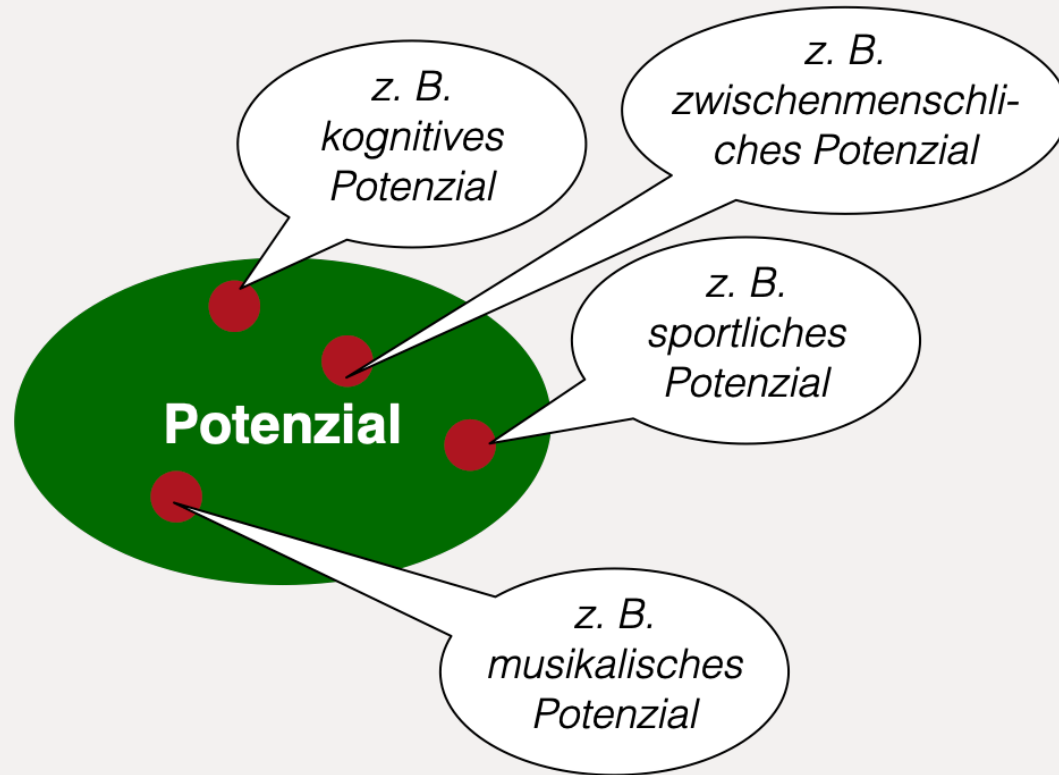 z. B.
kognitives
Potenzial
z. B.
zwischenmenschli-
ches Potenzial
z. B.
sportliches
Potenzial
Potenzial
z. B.
musikalisches
Potenzial